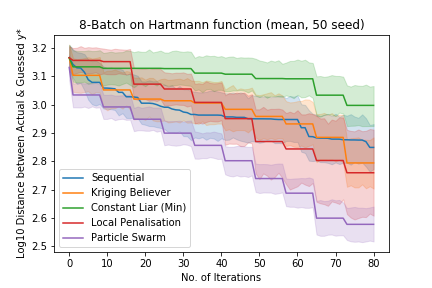 8-Batch on Hartmann function (mean, 50 seed)
Log10 Distance between Actual & Guessed y*
3.2
3.1
3.0
2.9
2.8
2.7
2.6
2.5
Sequential
Kriging Believer
Constant Liar (Min)
Local Penalisation
Particle Swarm
0 10 20 30 40 50 60 70 80
No. of Iterations